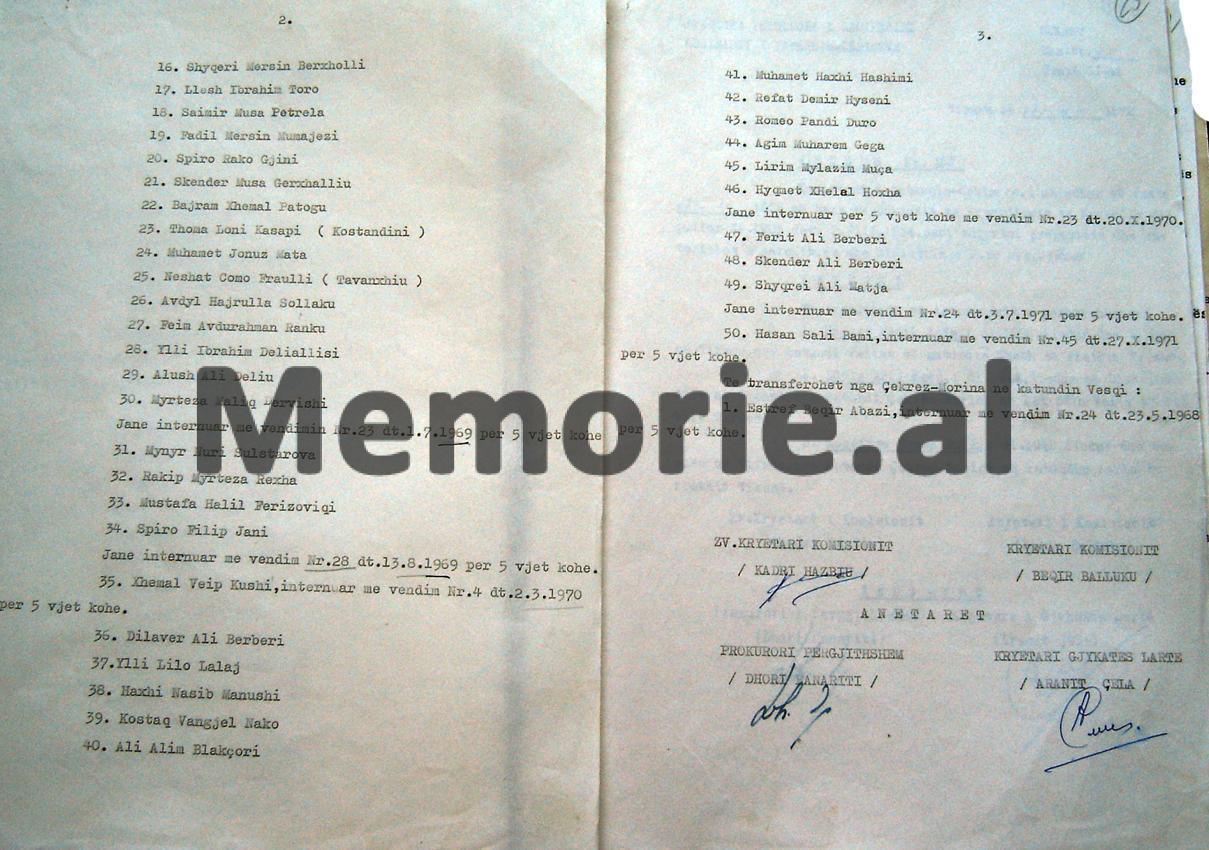 2.
16. Shyqeri Mersin Berxholli
17. Llesh Ibrahim Toro
18. Saimir Musa Petrela
19. Fadil Mersin Mumajezi
20. Spiro Rako Gjini
21. Skender Musa Gerxhalliu
22. Bajram Xhemal Patogu
23. Thoma Loni Kasapi ( Kostandini )
24. Muhamet Jonuz Mata
25. Neshat Como Fraulli ( Tavanxhiu )
26. Avdyl Hajrulla Sollaku
27. Feim Avdurahman Ranku
28. Ylli Ibrahim Deliallisi
29. Alush Ali Deliu
30. Myrteza Maliq Dervishi
Jane internuar me vendimin Nr.23 dt.1.7.1969 per 5 vjet kohe
31. Mynyr Nuri Sulstarova
32. Rakip Myrteza Rexha
33. Mustafa Halil Ferizoviqi
34. Spiro Filip Jani
Jane internuar me vendim Nr.28 dt.13.8.1969 per 5 vjet kohe.
35. Xhemal Veip Kushi,internuar me vendim Nr.4 dt.2.3.1970
per 5 vjet kohe.
36. Dilaver Ali Berberi
37.Ylli Lilo Lalaj
38. Haxhi Nasib Manushi
39. Kostaq Vangjel Nako
40. Ali Alim Blakçori
3.
41. Muhamet Haxhi Hashimi
42. Refat Demir Hyseni
43. Romeo Pandi Duro
44. Agim Muharem Gega
45. Lirim Mylazim Muça
46. Hyqmet XHelal Hoxha
Jane internuar per 5 vjet kohe me vendim Nr.23 dt.20.X.1970.
47. Ferit Ali Berberi
48. Skender Ali Berberi
49. Shyqrei Ali Matja
Jane internuar me vendim Nr.24 dt.3.7.1971 per 5 vjet kohe.
50. Hasan Sali Bami,internuar me vendim Nr.45 dt.27.X.1971
per 5 vjet kohe.
Te transferohet nga Çekrez-Morina ne katundin Vesqi :
1. Estref Beqir Abazi,internuar me vendim Nr.24 dt.23.5.1968
per 5 vjet kohe.
ZV.KRYETARI KOMISIONIT
/ KADRI HAZBIU /
KRYETARI KOMISIONIT
/ BEQIR BALLUKU /
A N E T A R E T
PROKURORI PERGJITHSHEM
/ DHORI PANARITI /
KRYETARI GJYKATES LARTE
/ ARANIT ÇELA /
Memorie.al